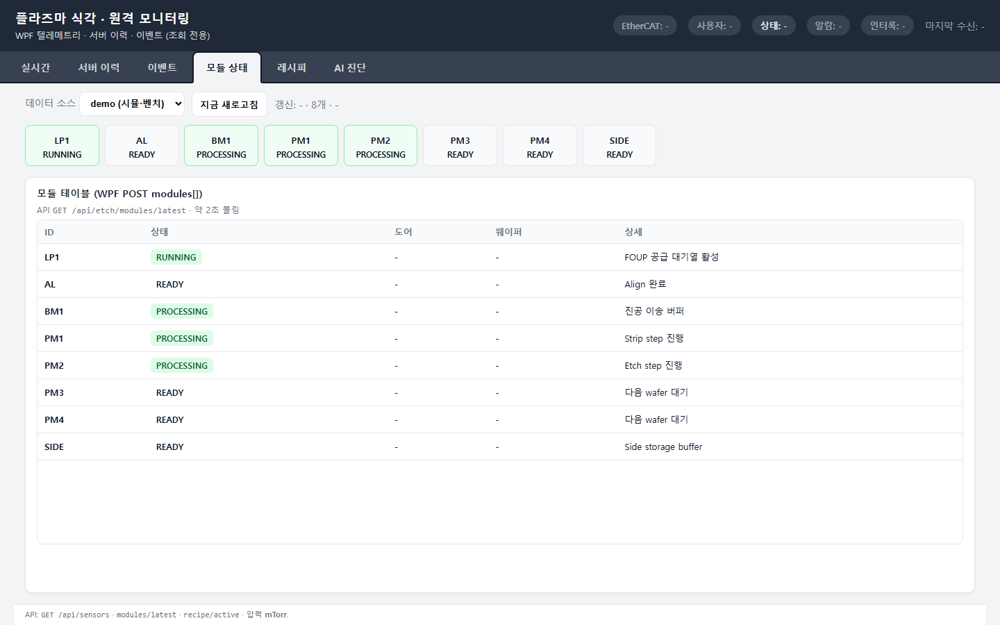 플라즈마 식각 · 원격 모니터링
WPF 텔레메트리 · 서버 이력 · 이벤트 (조회 전용)
EtherCAT: - 사용자: - 상태: - 알람: - 인터록: - 마지막 수신: -
실시간 서버 이력 이벤트 모듈 상태 레시피 AI 진단
데이터 소스 demo (시뮬·벤치) 지금 새로고침 갱신: - · 8개 · -
LP1 AL BM1 PM1 PM2 PM3 PM4 SIDE
RUNNING READY PROCESSING PROCESSING PROCESSING READY READY READY
모듈 테이블 (WPF POST modules[])
API GET /api/etch/modules/latest · 약 2초 폴링
ID 상태 도어 웨이퍼 상세
LP1 RUNNING - - FOUP 공급 대기열 활성
AL READY - - Align 완료
BM1 PROCESSING - - 진공 이송 버퍼
PM1 PROCESSING - - Strip step 진행
PM2 PROCESSING - - Etch step 진행
PM3 READY - - 다음 wafer 대기
PM4 READY - - 다음 wafer 대기
SIDE READY - - Side storage buffer
API: GET /api/sensors · modules/latest · recipe/active · 압력 mTorr.